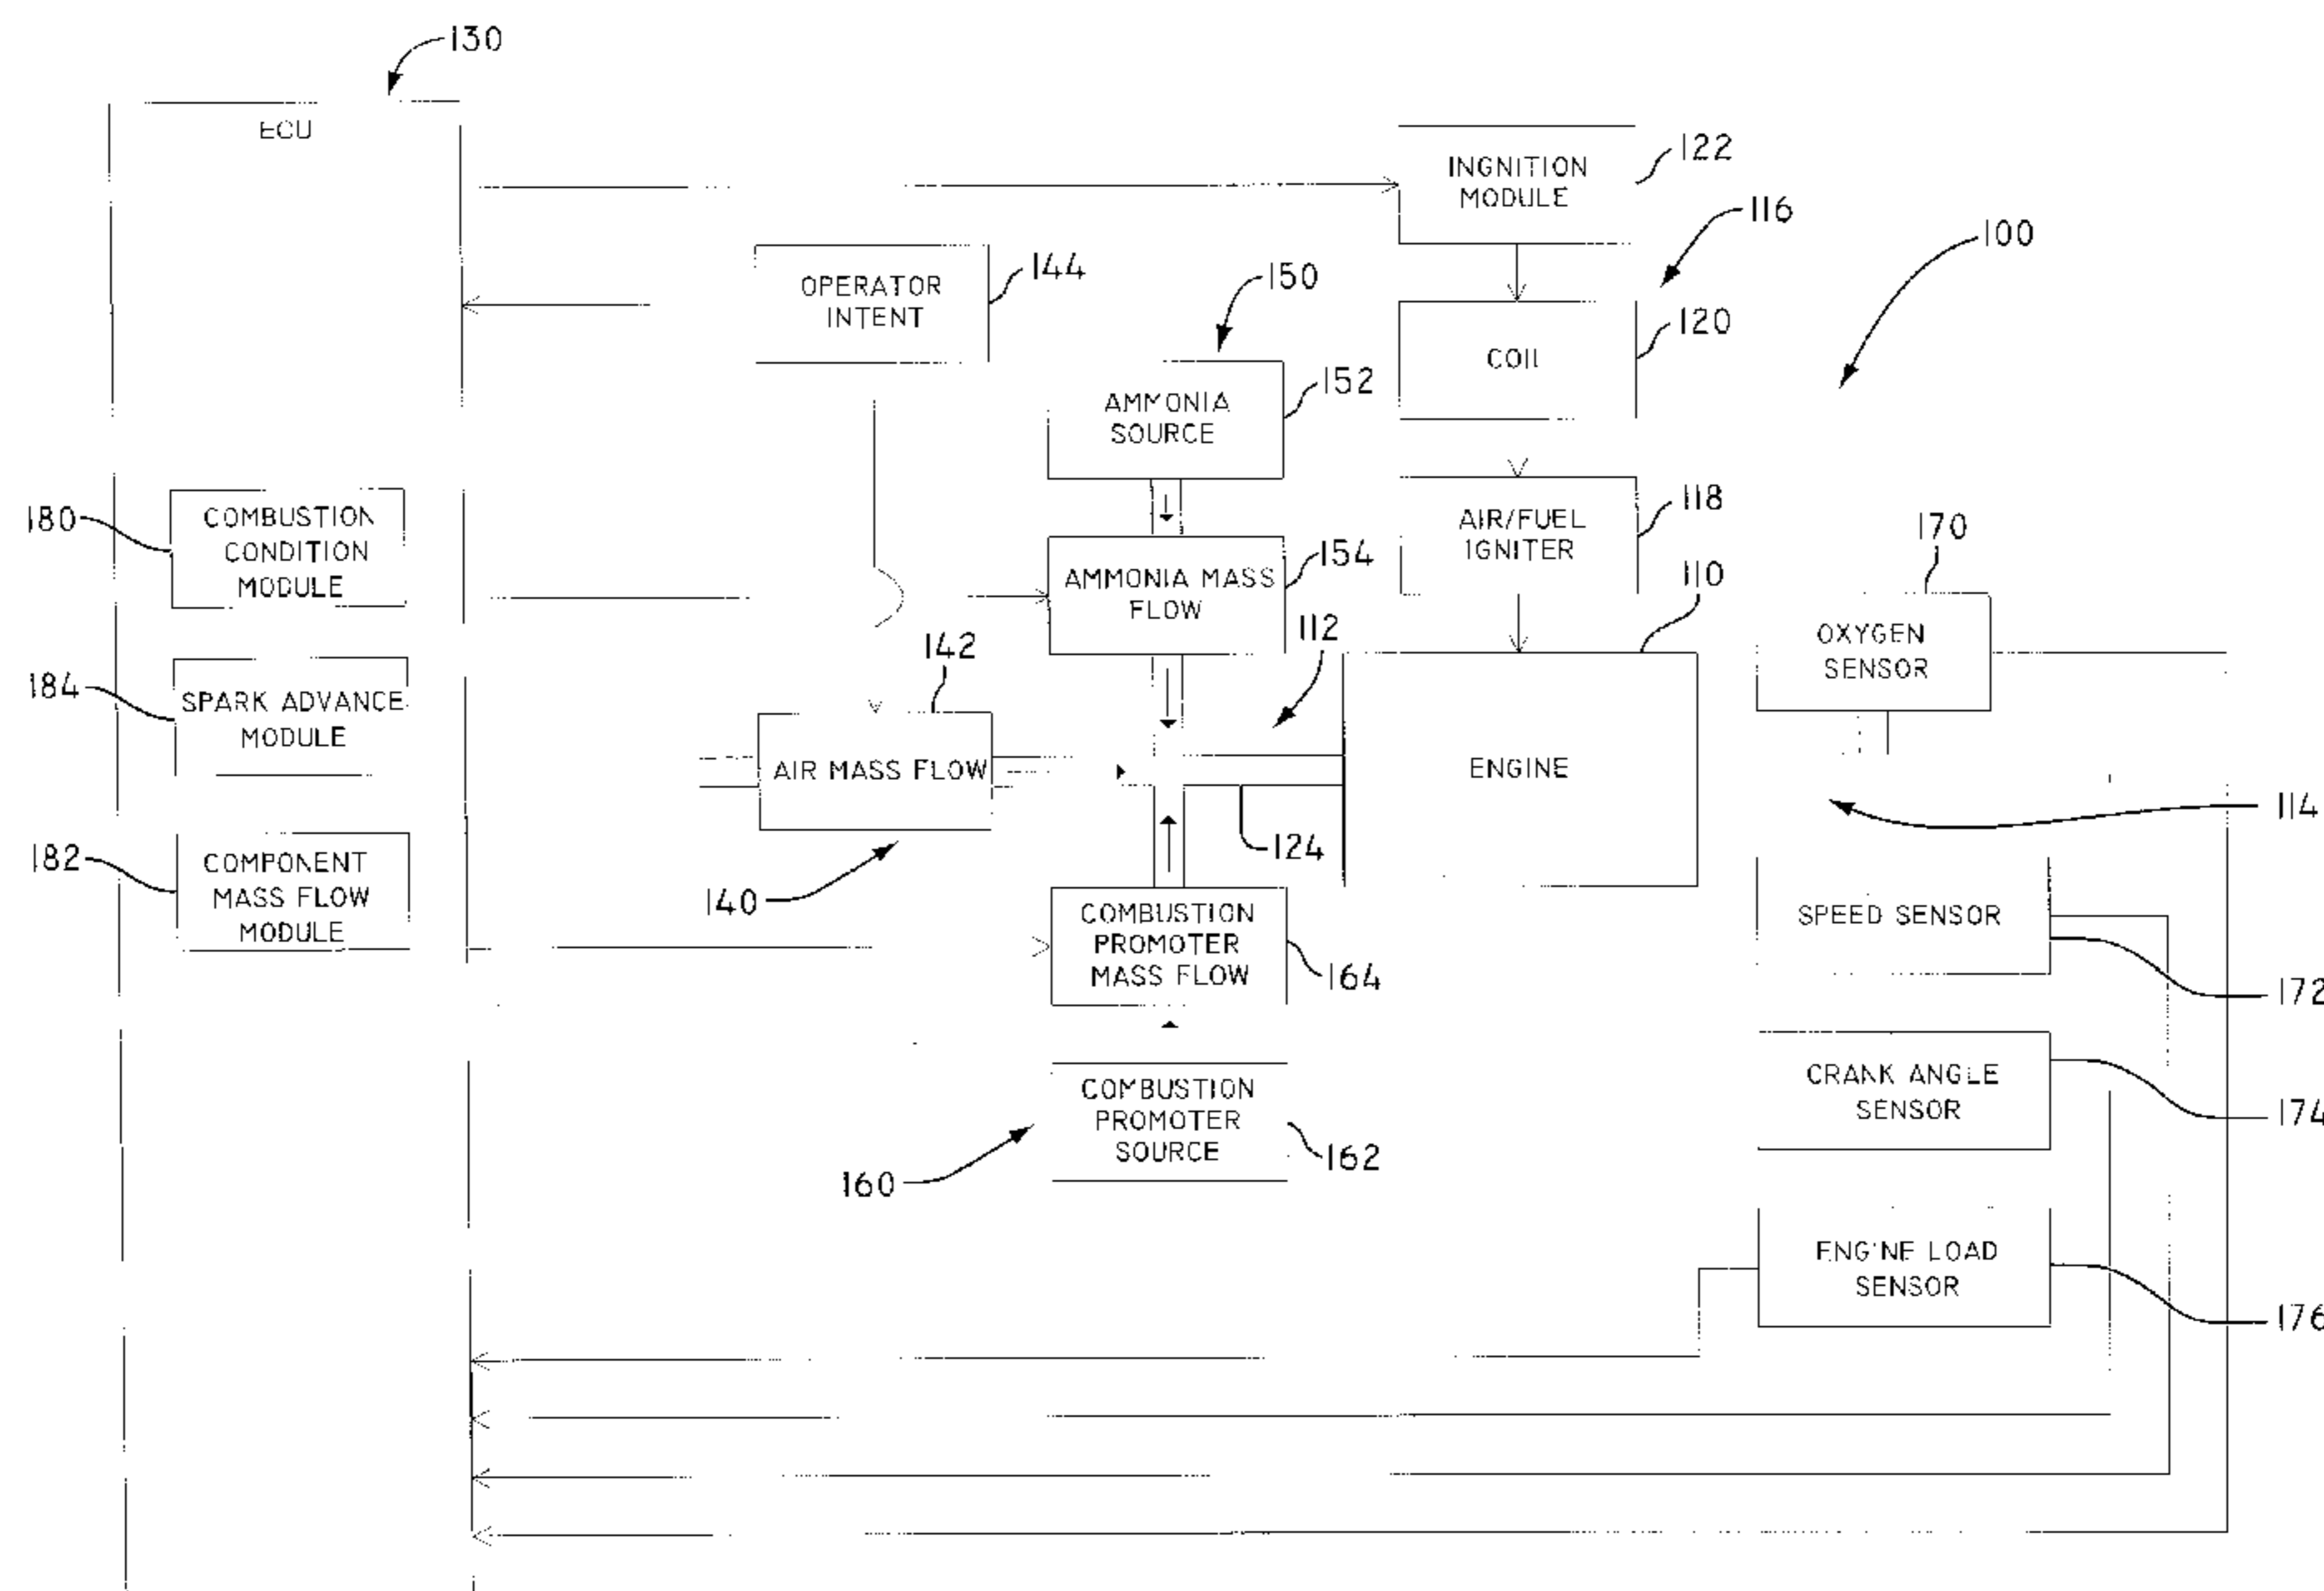 130
ECU
INGNITION
MODULE
122
116
100
OPERATOR
INTENT
144
150
COIL
120
AMMONIA
SOURCE
152
180
COMBUSTION
CONDITION
MODULE
AIR/FUEL
IGNITER
118
170
AMMONIA MASS
FLOW
154
110
112
OXYGEN
SENSOR
142
184
SPARK ADVANCE
MODULE
AIR MASS FLOW
ENGINE
114
124
182
COMPONENT
MASS FLOW
MODULE
140
COMBUSTION
PROMOTER
MASS FLOW
164
SPEED SENSOR
172
CRANK ANGLE
SENSOR
174
COMBUSTION
PROMOTER
SOURCE
162
160
ENGINE LOAD
SENSOR
176